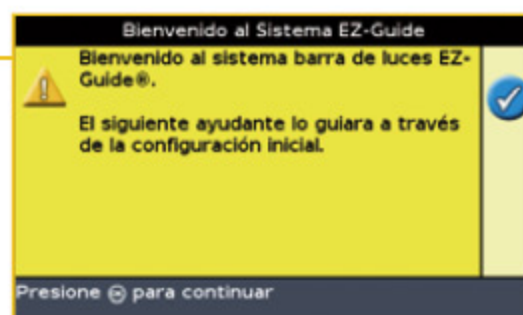 Bienvenido al Sistema EZ-Guide
Bienvenido al sistema barra de luces EZ-
Guide®.
El siguiente ayudante lo guiara a través
de la configuración inicial.
Presione OK para continuar